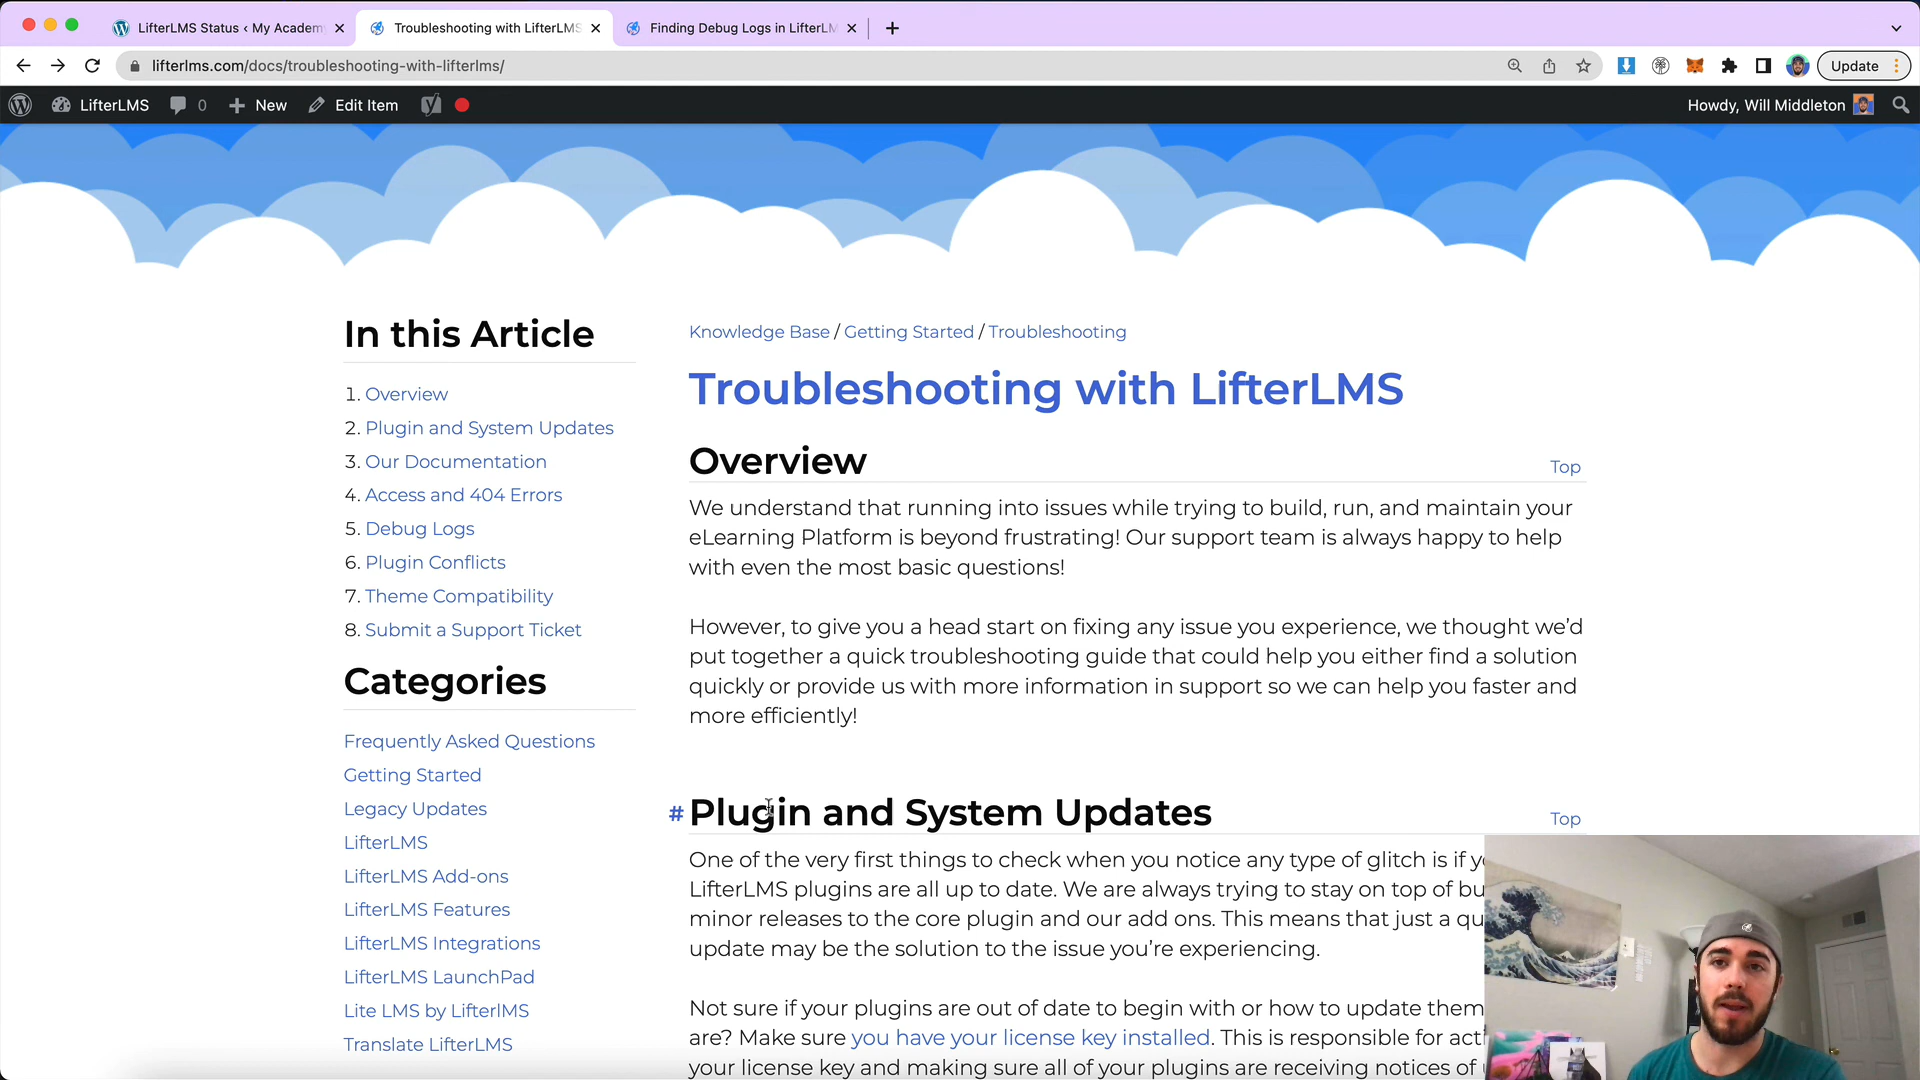 LifterLMS Status ‹ My Academ
Troubleshooting with LifterLMS
Finding Debug Logs in LifterL
lifterlms.com/docs/troubleshooting-with-lifterlms/
Update
LifterLMS 0 New Edit Item
Howdy, Will Middleton
In this Article
1. Overview
2. Plugin and System Updates
3. Our Documentation
4. Access and 404 Errors
5. Debug Logs
6. Plugin Conflicts
7. Theme Compatibility
8. Submit a Support Ticket
Categories
Frequently Asked Questions
Getting Started
Legacy Updates
LifterLMS
LifterLMS Add-ons
LifterLMS Features
LifterLMS Integrations
LifterLMS LaunchPad
Lite LMS by LifterlMS
Translate LifterLMS
Knowledge Base / Getting Started / Troubleshooting
Troubleshooting with LifterLMS
Overview
Top
We understand that running into issues while trying to build, run, and maintain your
eLearning Platform is beyond frustrating! Our support team is always happy to help
with even the most basic questions!
However, to give you a head start on fixing any issue you experience, we thought we’d
put together a quick troubleshooting guide that could help you either find a solution
quickly or provide us with more information in support so we can help you faster and
more efficiently!
# Plugin and System Updates
Top
One of the very first things to check when you notice any type of glitch is if
LifterLMS plugins are all up to date. We are always trying to stay on top of
minor releases to the core plugin and our add ons. This means that just a
update may be the solution to the issue you’re experiencing.
Not sure if your plugins are out of date to begin with or how to update them
are? Make sure you have your license key installed. This is responsible for
your license key and making sure all of your plugins are receiving notices of